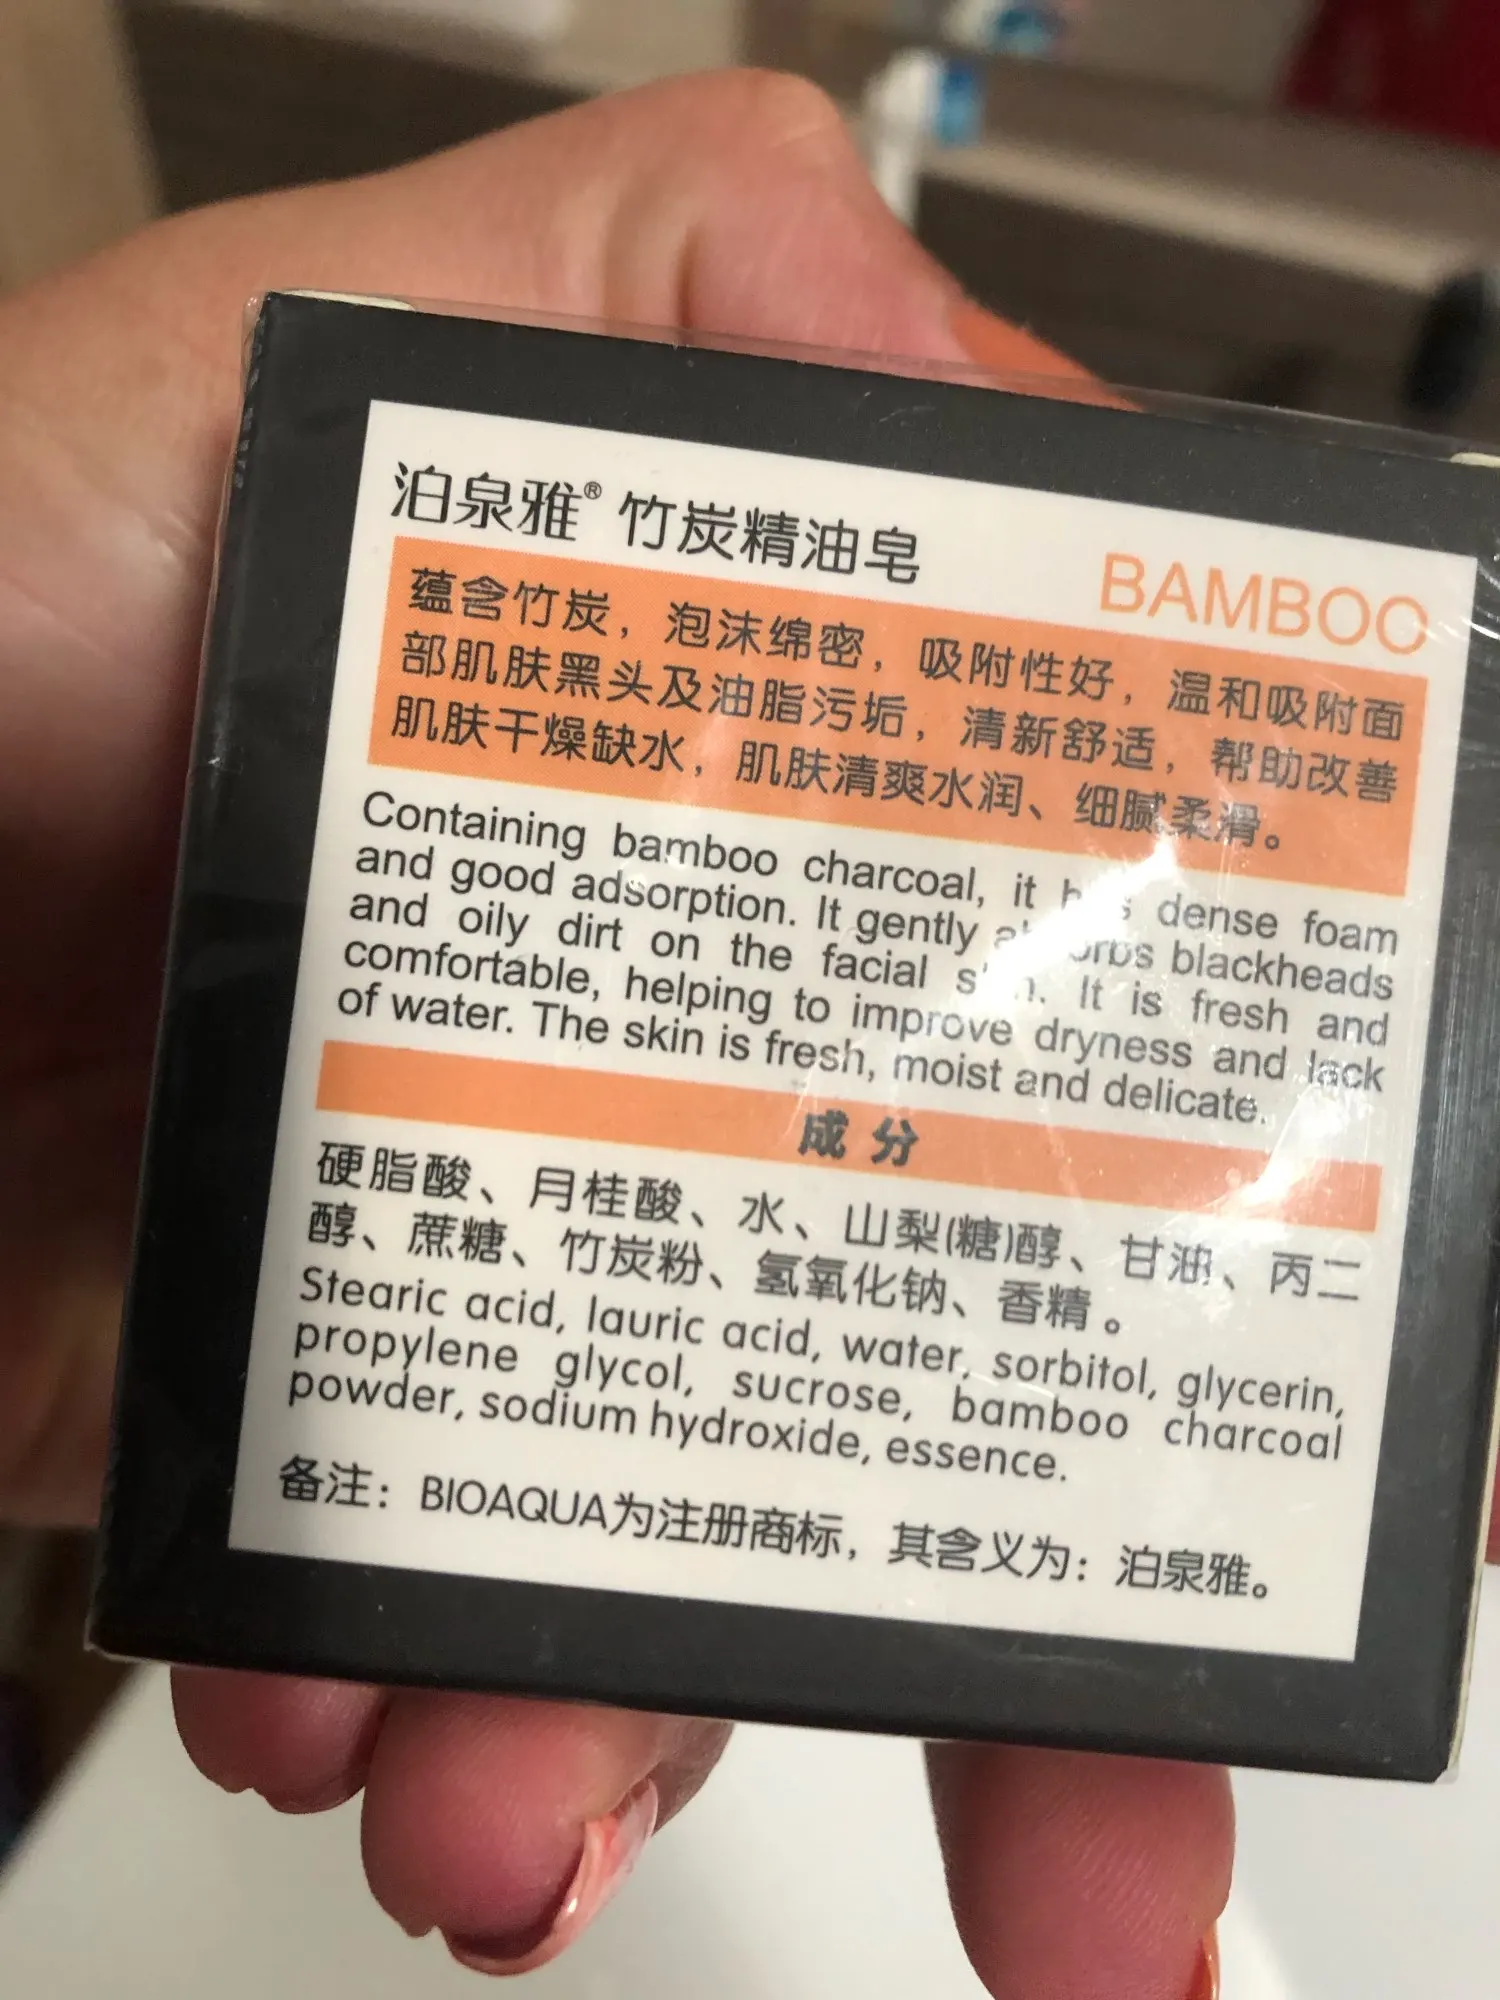 泊泉雅® 竹炭精油皂
BAMBOO
蕴含竹炭，泡沫绵密，吸附性好，温和吸附面
部肌肤黑头及油脂污垢，清新舒适，帮助改善
肌肤干燥缺水，肌肤清爽水润、细腻柔滑。
Containing bamboo charcoal, it dense foam
and good adsorption. It gently blackheads
and oily dirt on the facial It is fresh and
comfortable, helping to improve dryness and lack
of water. The skin is fresh, moist and delicate.
成分
硬脂酸、月桂酸、水、山梨(糖)醇、甘油、丙二
醇、蔗糖、竹炭粉、氢氧化钠、香精。
Stearic acid, lauric acid, water, sorbitol, glycerin,
propylene glycol, sucrose, bamboo charcoal
powder, sodium hydroxide, essence.
备注：BIOAQUA为注册商标，其含义为：泊泉雅。